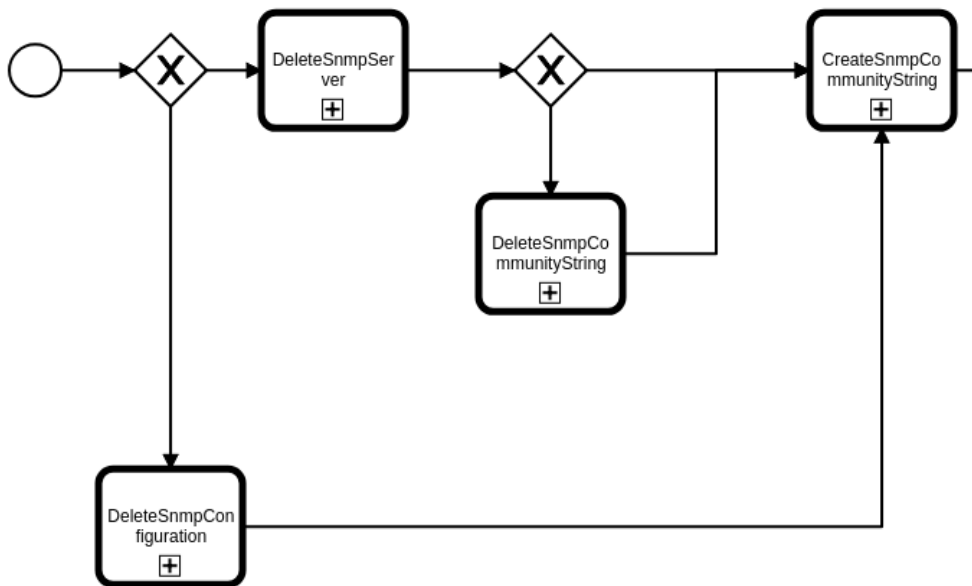 DeleteSnmpSer
ver
CreateSnmpCo
mmunityString
DeleteSnmpCo
mmunityString
DeleteSnmpCon
figuration